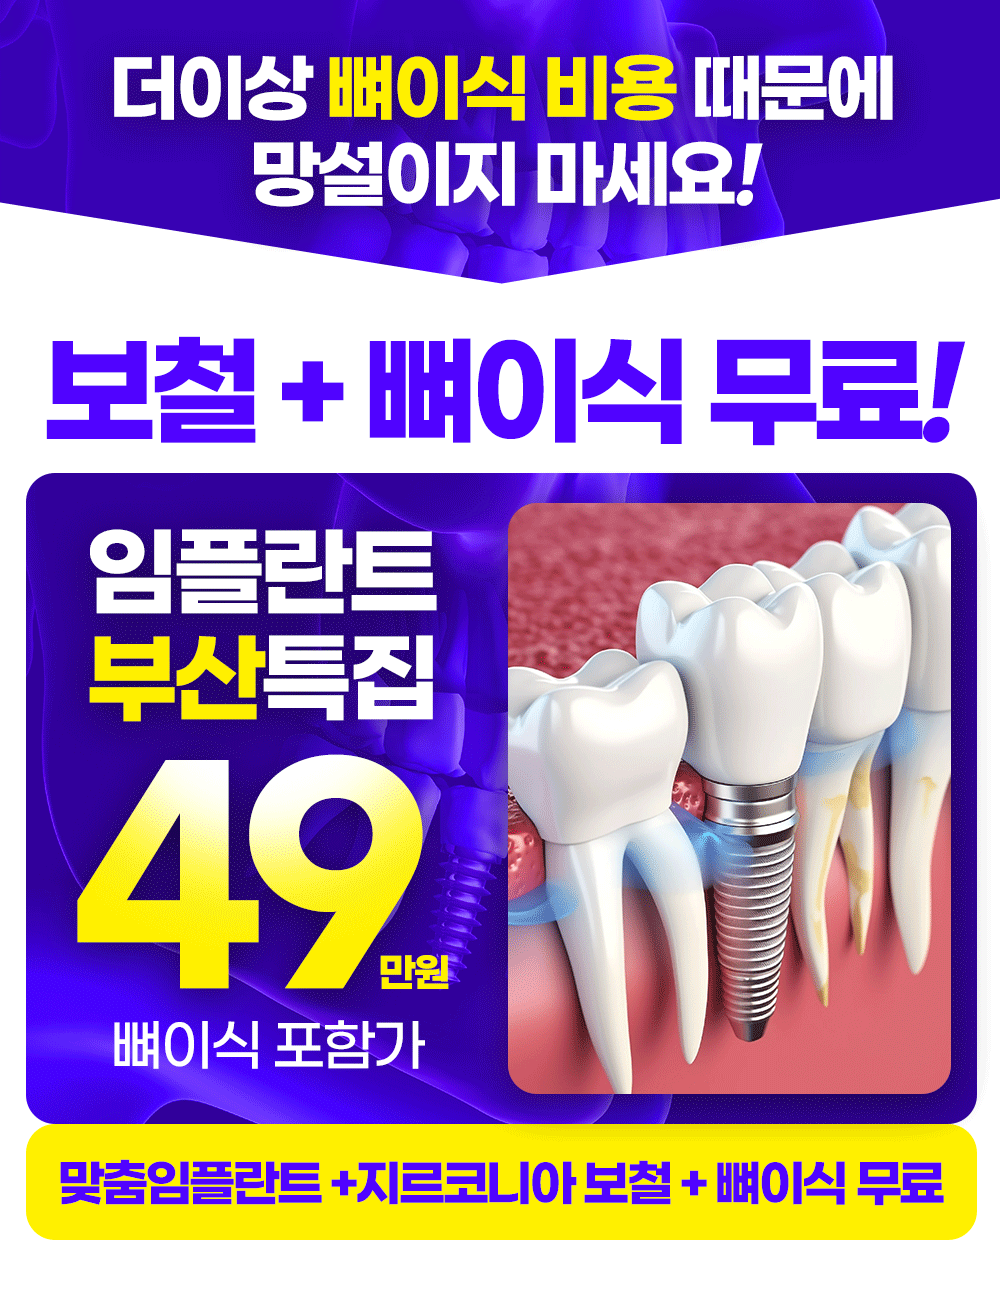 더이상 뼈이식 비용 때문에
망설이지 마세요!
보철 + 뼈이식 무료!
임플란트
부산특집
49만원
뼈이식 포함가
맞춤임플란트 +지르코니아 보철 + 뼈이식 무료